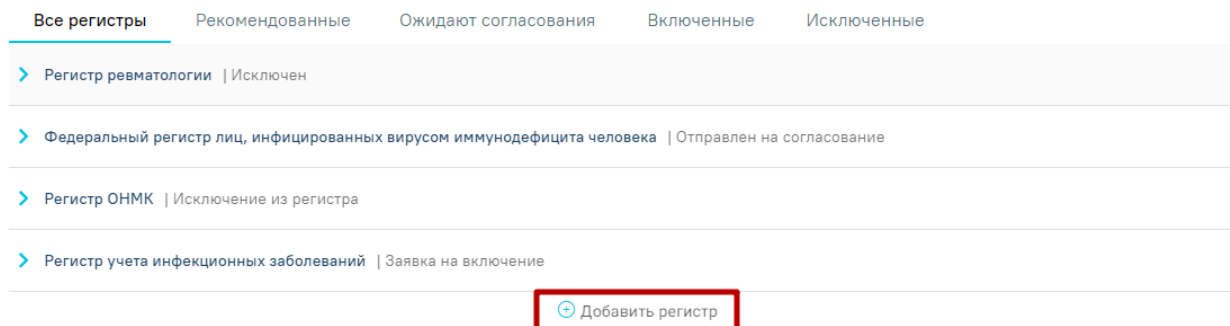 Все регистры Рекомендованные Ожидают согласования Включенные Исключенные
Регистр ревматологии | Исключен
Федеральный регистр лиц, инфицированных вирусом иммунодефицита человека | Отправлен на согласование
Регистр ОНМК | Исключение из регистра
Регистр учета инфекционных заболеваний | Заявка на включение
Добавить регистр